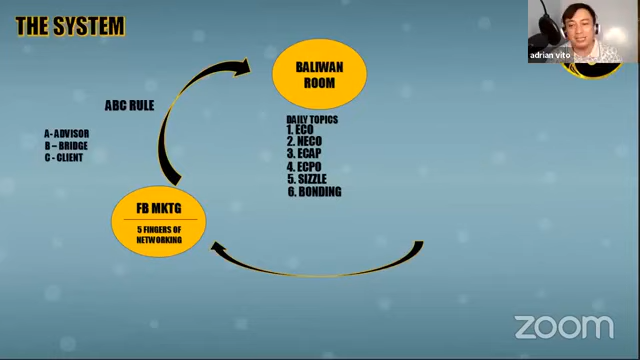 THE SYSTEM
adrian vito
BALIWAN
ROOM
ABC RULE
A- ADVISOR
B – BRIDGE
C - CLIENT
DAILY TOPICS
1. ECO
2. NECO
3. ECAP
4. ECPO
5. SIZZLE
6. BONDING
FB MKTG
5 FINGERS OF
NETWORKING
zoom